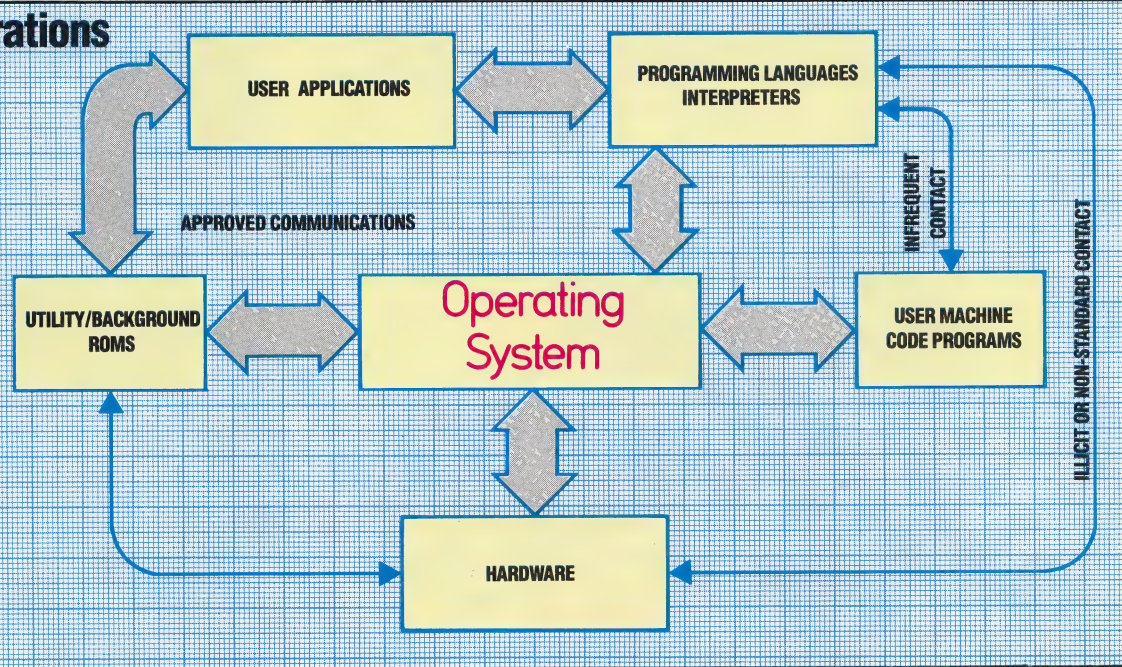 USER APPLICATIONS
PROGRAMMING LANGUAGES
INTERPRETERS
INFREQUENT
CONTACT
APPROVED COMMUNICATIONS
ILLICIT OR NON-STANDARD CONTACT
UTILITY/BACKGROUND
ROMS
Operating
System
USER MACHINE
CODE PROGRAMS
HARDWARE